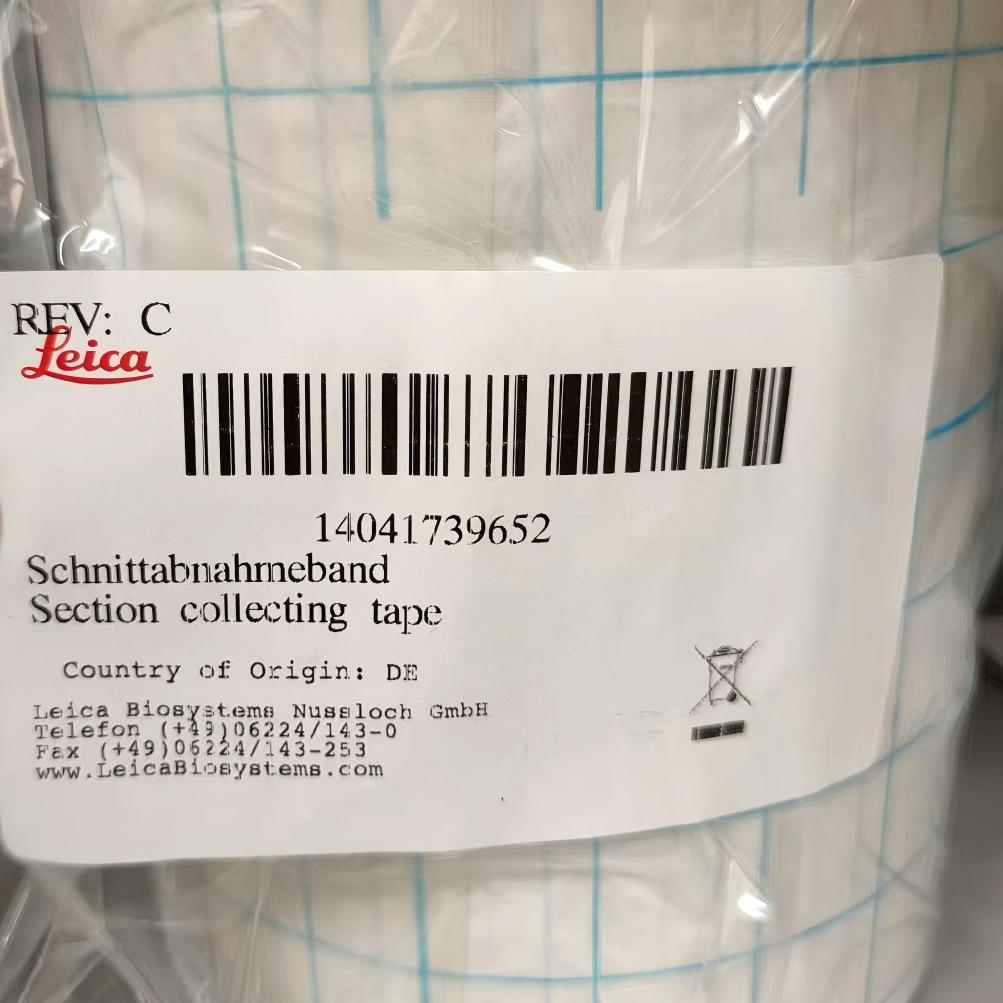 REV: C
Leica
14041739652
Schnittabnahmeband
Section collecting tape
Country of Origin: DE
Leica Biosystems Nussloch GmbH
Telefon (+49)06224/143-0
Fax (+49)06224/143-253
www.LeicaBiosystems.com